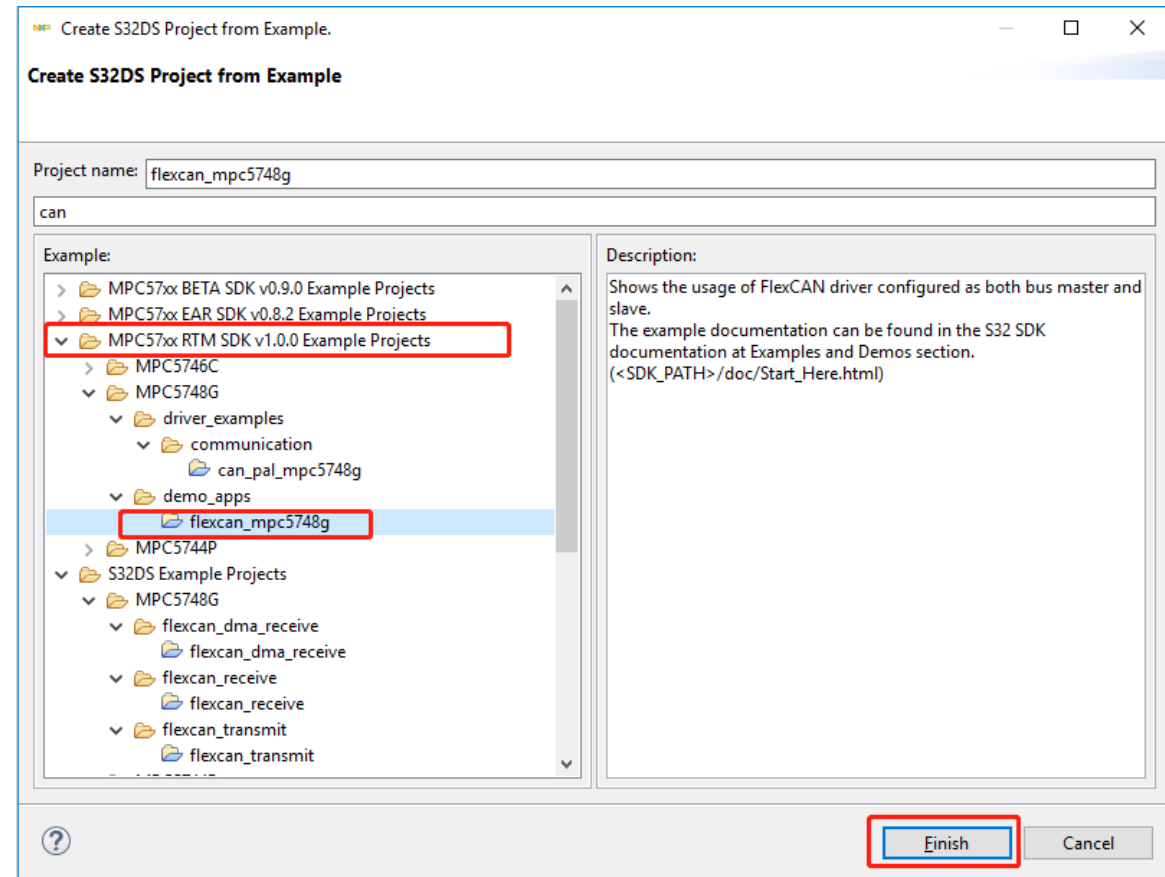 NXP Create S32DS Project from Example.
Create S32DS Project from Example
Project name: flexcan_mpc5748g
can
Example:
MPC57xx BETA SDK v0.9.0 Example Projects
MPC57xx EAR SDK v0.8.2 Example Projects
MPC57xx RTM SDK v1.0.0 Example Projects
MPC5746C
MPC5748G
driver_examples
communication
can_pal_mpc5748g
demo_apps
flexcan_mpc5748g
MPC5744P
S32DS Example Projects
MPC5748G
flexcan_dma_receive
flexcan_dma_receive
flexcan_receive
flexcan_receive
flexcan_transmit
flexcan_transmit
Description:
Shows the usage of FlexCAN driver configured as both bus master and
slave.
The example documentation can be found in the S32 SDK
documentation at Examples and Demos section.
(<SDK_PATH>/doc/Start_Here.html)
?
Finish
Cancel